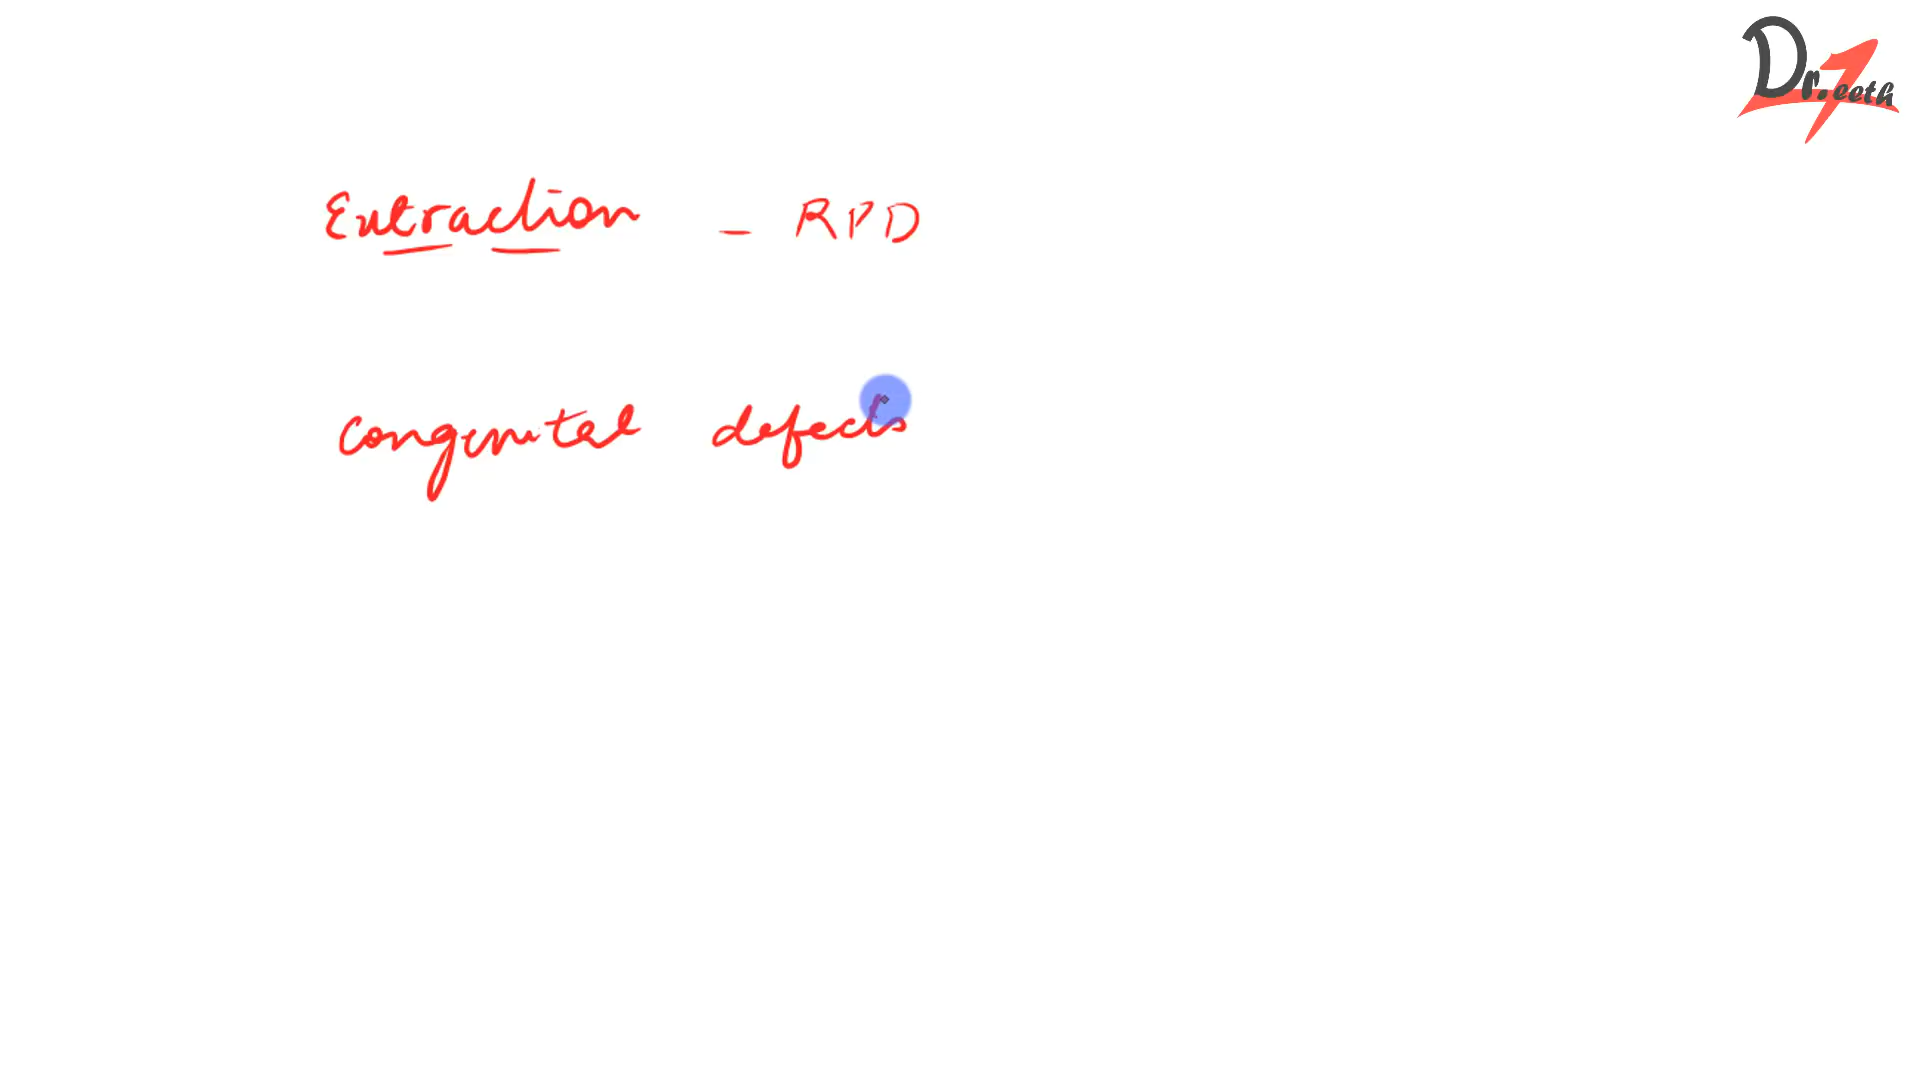 Dr. Teeth
Extraction - RPD
Congenital defects